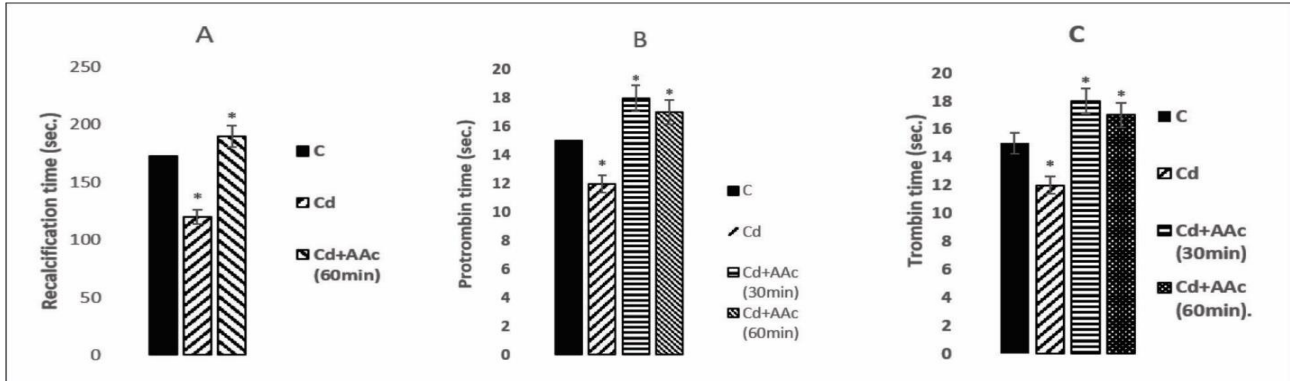 A
Recalcification time (sec.)
250
200
150
100
50
0
*
*
C
Cd
Cd+AAc
(60min)
B
Protrombin time (sec.)
20
18
16
14
12
10
8
6
4
2
0
*
*
*
C
Cd
Cd+AAc
(30min)
Cd+AAc
(60min)
C
Trombin time (sec.)
20
18
16
14
12
10
8
6
4
2
0
*
*
*
C
Cd
Cd+AAc
(30min)
Cd+AAc
(60min).